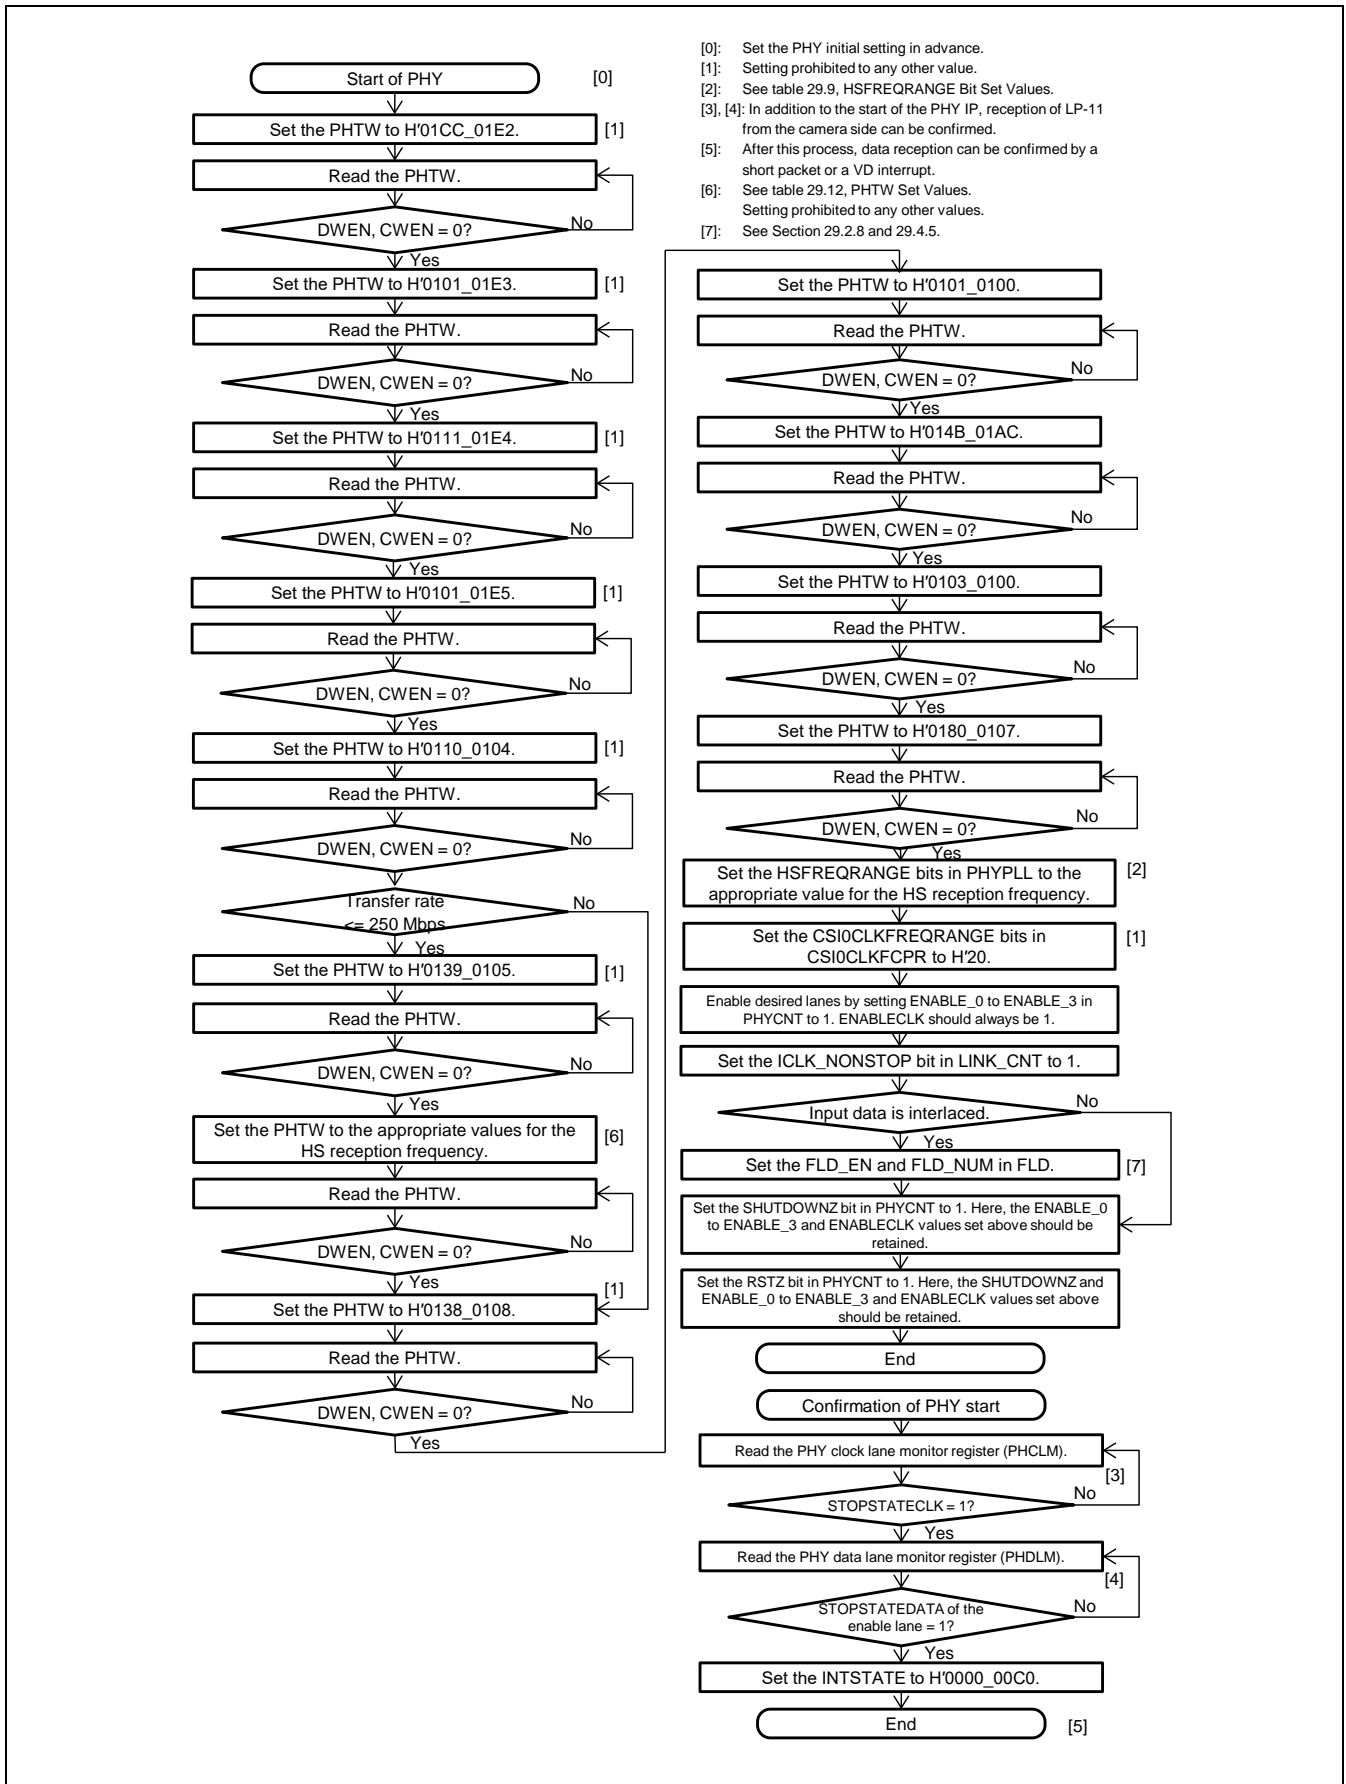 [0]: Set the PHY initial setting in advance.
[1]: Setting prohibited to any other value.
[2]: See table 29.9, HSFREQRANGE Bit Set Values.
[3], [4]: In addition to the start of the PHY IP, reception of LP-11
from the camera side can be confirmed.
[5]: After this process, data reception can be confirmed by a
short packet or a VD interrupt.
[6]: See table 29.12, PHTW Set Values.
Setting prohibited to any other values.
[7]: See Section 29.2.8 and 29.4.5.
Start of PHY [0]
Set the PHTW to H'01CC_01E2. [1]
Read the PHTW.
DWEN, CWEN = 0? No
Yes
Set the PHTW to H'0101_01E3. [1]
Read the PHTW.
DWEN, CWEN = 0? No
Yes
Set the PHTW to H'0111_01E4. [1]
Read the PHTW.
DWEN, CWEN = 0? No
Yes
Set the PHTW to H'0101_01E5. [1]
Read the PHTW.
DWEN, CWEN = 0? No
Yes
Set the PHTW to H'0110_0104. [1]
Read the PHTW.
DWEN, CWEN = 0? No
Transfer rate No
<= 250 Mbps
Yes
Set the PHTW to H'0139_0105. [1]
Read the PHTW.
DWEN, CWEN = 0? No
Yes
Set the PHTW to the appropriate values for the [6]
HS reception frequency.
Read the PHTW.
DWEN, CWEN = 0? No
Yes [1]
Set the PHTW to H'0138_0108.
Read the PHTW.
DWEN, CWEN = 0? No
Yes
Set the PHTW to H'0101_0100.
Read the PHTW.
DWEN, CWEN = 0? No
Yes
Set the PHTW to H'014B_01AC.
Read the PHTW.
DWEN, CWEN = 0? No
Yes
Set the PHTW to H'0103_0100.
Read the PHTW.
DWEN, CWEN = 0? No
Yes
Set the PHTW to H'0180_0107.
Read the PHTW.
DWEN, CWEN = 0? No
Yes
Set the HSFREQRANGE bits in PHYPLL to the [2]
appropriate value for the HS reception frequency.
Set the CSI0CLKFREQRANGE bits in [1]
CSI0CLKFCPR to H'20.
Enable desired lanes by setting ENABLE_0 to ENABLE_3 in
PHYCNT to 1. ENABLECLK should always be 1.
Set the ICLK_NONSTOP bit in LINK_CNT to 1.
Input data is interlaced. No
Yes
Set the FLD_EN and FLD_NUM in FLD. [7]
Set the SHUTDOWNZ bit in PHYCNT to 1. Here, the ENABLE_0
to ENABLE_3 and ENABLECLK values set above should be
retained.
Set the RSTZ bit in PHYCNT to 1. Here, the SHUTDOWNZ and
ENABLE_0 to ENABLE_3 and ENABLECLK values set above
should be retained.
End
Confirmation of PHY start
Read the PHY clock lane monitor register (PHCLM).
[3]
STOPSTATECLK = 1? No
Yes
Read the PHY data lane monitor register (PHDLM).
[4]
STOPSTATEDATA of the No
enable lane = 1?
Yes
Set the INTSTATE to H'0000_00C0.
End [5]